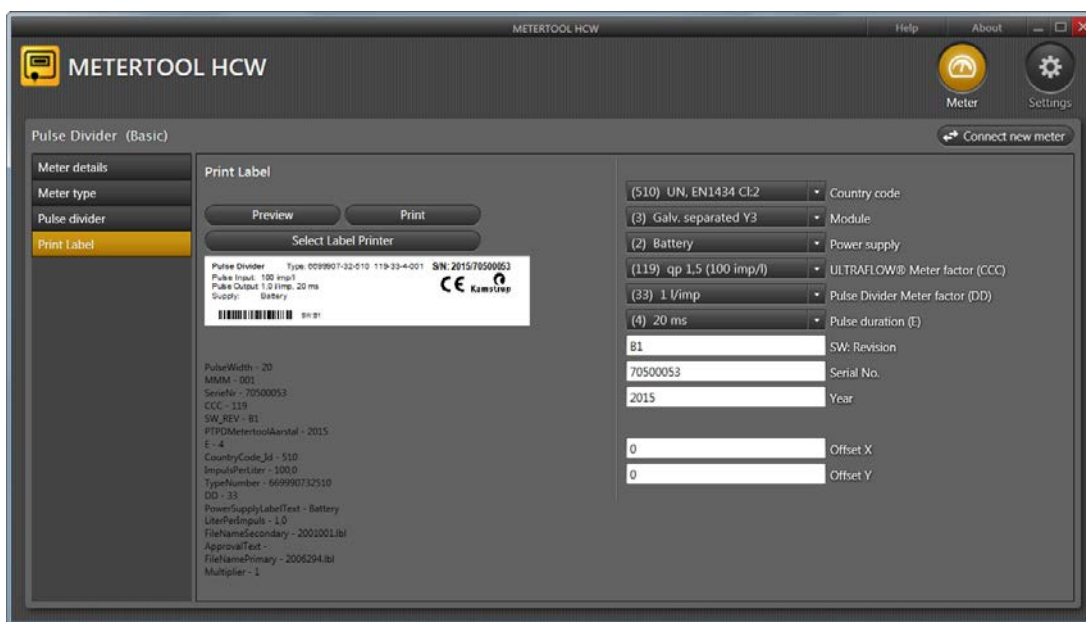 METERTOOL HCW
Help
About
METERTOOL HCW
Meter
Settings
Pulse Divider (Basic)
Connect new meter
Meter details
Meter type
Pulse divider
Print Label
Print Label
Preview
Print
Select Label Printer
Pulse Divider Type: 6699907-32-510 119-33-4-001 S/N: 2015/70500053
Pulse Input: 100 imp/l
Pulse Output 1,0 l/imp. 20 ms
Supply: Battery
CE Kamstrup
SW: B1
PulseWidth - 20
MMM - 001
SerieNr - 70500053
CCC - 119
SW_REV - B1
PTPDMetertoolAarstal - 2015
E - 4
CountryCode_Id - 510
ImpulsPerLiter - 100,0
TypeNumber - 669990732510
DD - 33
PowerSupplyLabelText - Battery
LiterPerImpuls - 1,0
FileNameSecondary - 2001001.lbl
ApprovalText -
FileNamePrimary - 2006294.lbl
Multiplier - 1
(510) UN, EN1434 Cl:2 Country code
(3) Galv. separated Y3 Module
(2) Battery Power supply
(119) qp 1,5 (100 imp/l) ULTRAFLOW® Meter factor (CCC)
(33) 1 l/imp Pulse Divider Meter factor (DD)
(4) 20 ms Pulse duration (E)
B1 SW: Revision
70500053 Serial No.
2015 Year
0 Offset X
0 Offset Y